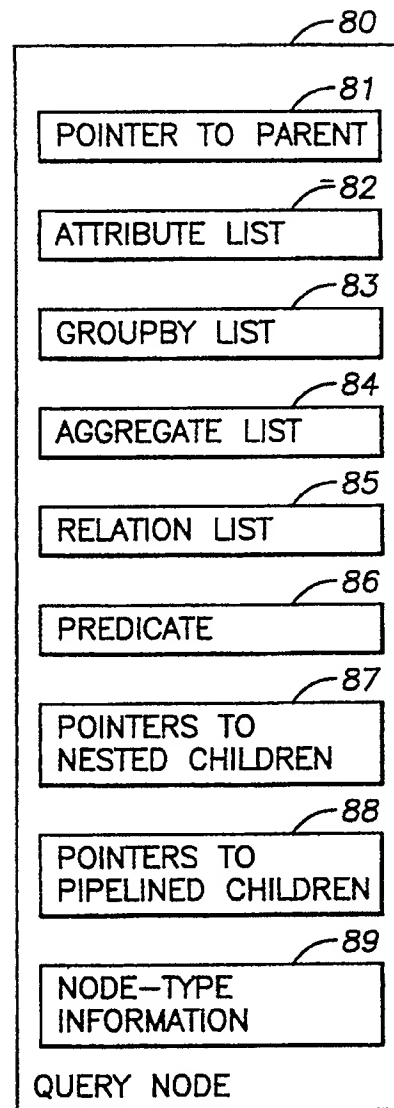 80
81
POINTER TO PARENT
82
ATTRIBUTE LIST
83
GROUPBY LIST
84
AGGREGATE LIST
85
RELATION LIST
86
PREDICATE
87
POINTERS TO
NESTED CHILDREN
88
POINTERS TO
PIPELINED CHILDREN
89
NODE-TYPE
INFORMATION
QUERY NODE